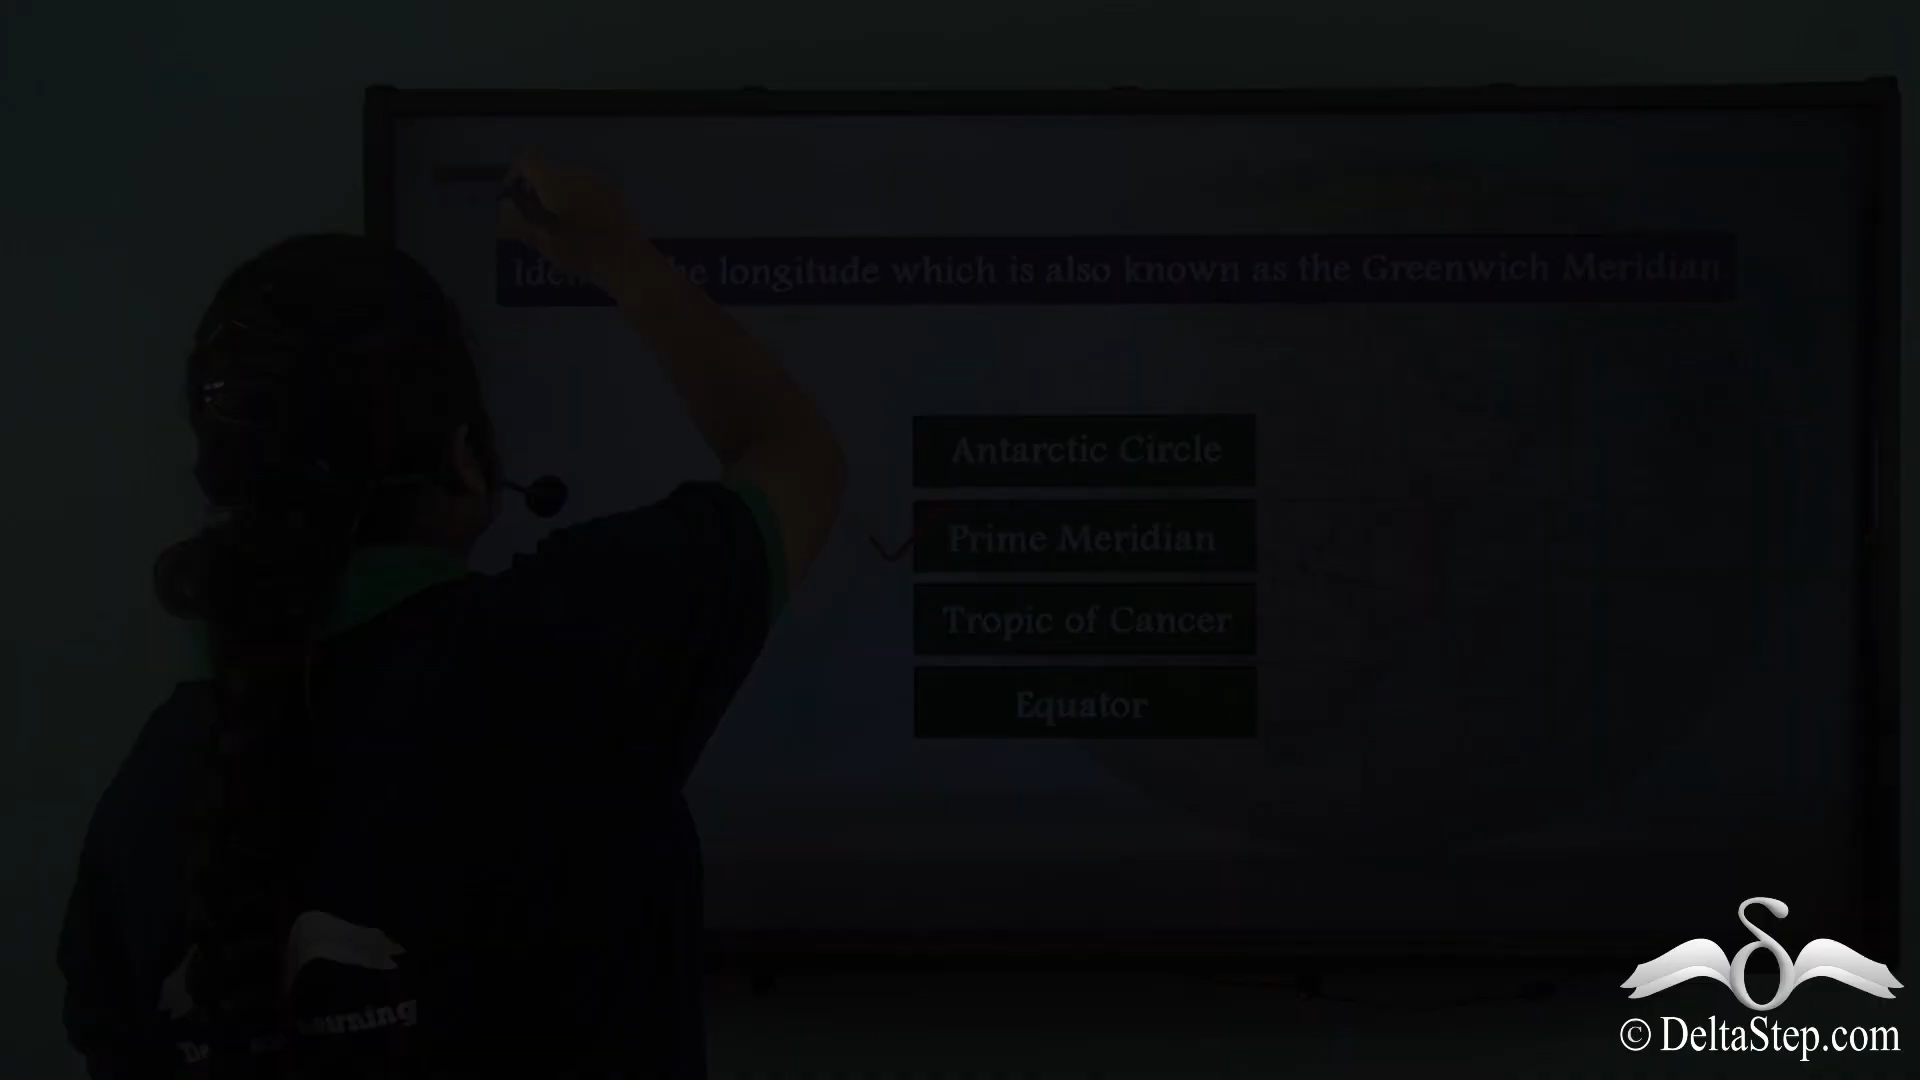 the longitude which is also known as the Greenwich Meridian
Antarctic Circle
Prime Meridian
Tropic of Cancer
Equator
© DeltaStep.com